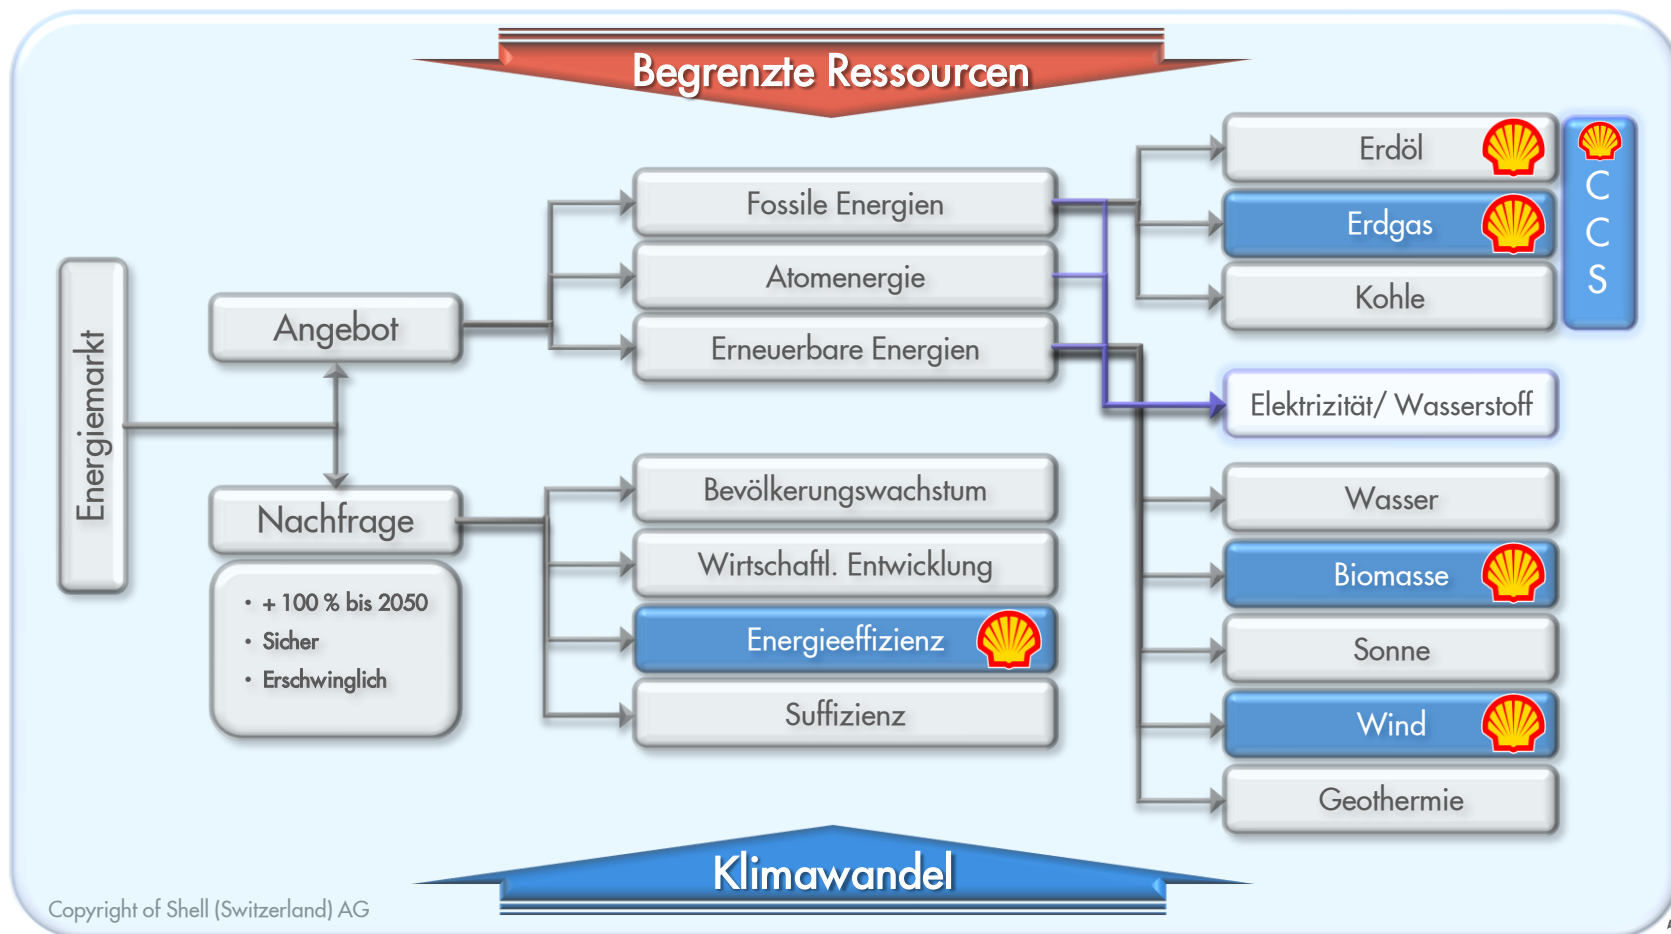 Begrenzte Ressourcen
Energiemarkt
Angebot
Nachfrage
• + 100 % bis 2050
• Sicher
• Erschwinglich
Fossile Energien
Atomenergie
Erneuerbare Energien
Bevölkerungswachstum
Wirtschaftl. Entwicklung
Energieeffizienz
Suffizienz
Erdöl
Erdgas
Kohle
C
C
S
Elektrizität/ Wasserstoff
Wasser
Biomasse
Sonne
Wind
Geothermie
Klimawandel
Copyright of Shell (Switzerland) AG